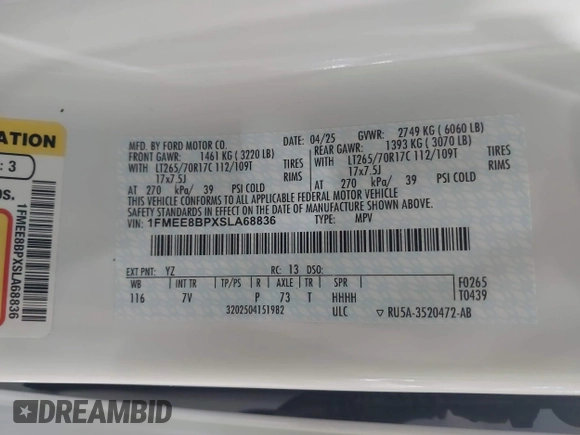 ATION
: 3
os.
1FMEE8BPXSLA68836
MFD. BY FORD MOTOR CO. 04/25 GVWR: 2749 KG ( 6060 LB)
FRONT GAWR: 1461 KG ( 3220 LB) 1393 KG ( 3070 LB)
WITH LT265/70R17C 112/109T TIRES WITH LT265/70R17C 112/109T TIRES
17x7.5J RIMS 17x7.5J RIMS
AT 270 kPa/ 39 PSI COLD AT 270 kPa/ 39 PSI COLD
THIS VEHICLE CONFORMS TO ALL APPLICABLE FEDERAL MOTOR VEHICLE
SAFETY STANDARDS IN EFFECT ON THE DATE OF MANUFACTURE SHOWN ABOVE.
VIN: 1FMEE8BPXSLA68836 TYPE: MPV
EXT PNT: YZ RC: 13 DSO:
WB INT TR TP/PS R AXLE TR SPR F0265
116 7V P 73 T HHHH T0439
3202504151982 ULC ▽ RU5A-3520472-AB
DREAMBID